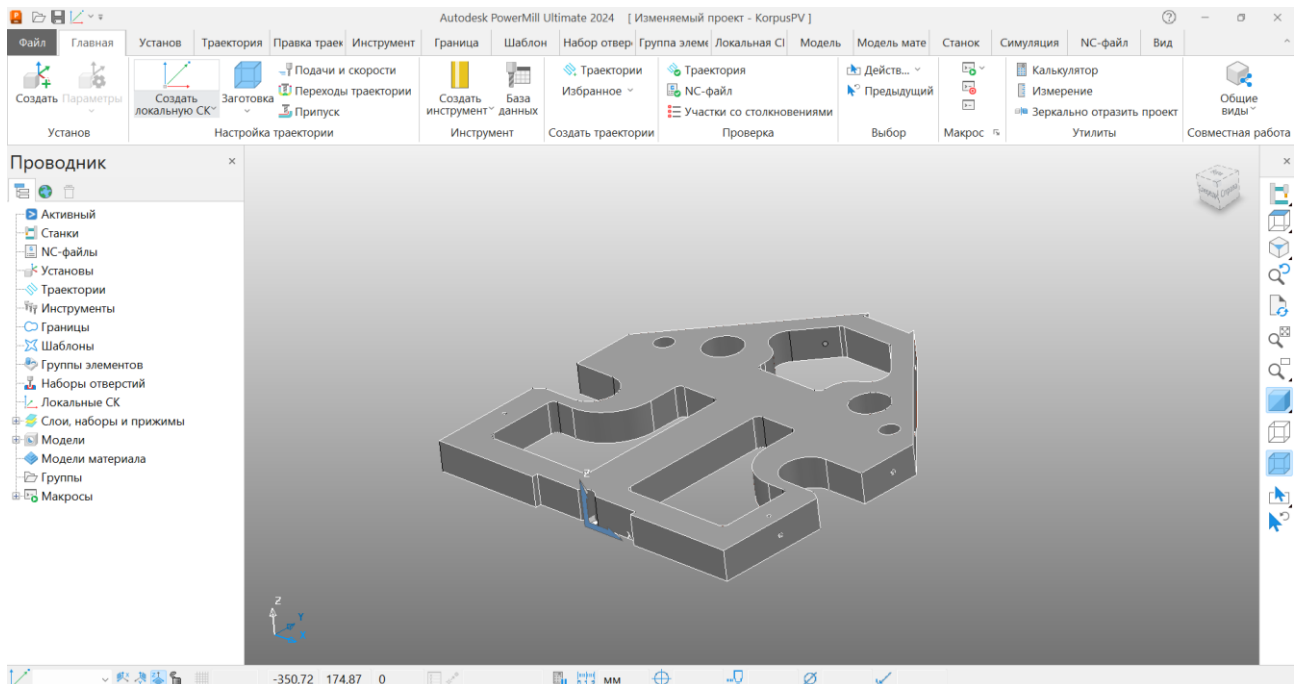 Autodesk PowerMill Ultimate 2024 [ Изменяемый проект - KorpusPV ]
Файл Главная Установ Траектория Правка траек Инструмент Граница Шаблон Набор отвер Группа элеме Локальная СІ Модель Модель мате Станок Симуляция NC-файл Вид
Создать Параметры Создать локальную СК Заготовка
Подачи и скорости
Переходы траектории
Припуск
Создать инструмент База данных
Траектории
Избранное
Траектория
NC-файл
Участки со столкновениями
Действ...
Предыдущий
Калькулятор
Измерение
Зеркально отразить проект
Общие виды
Установ Настройка траектории Инструмент Создать траектории Проверка Выбор Макрос Утилиты Совместная работа
Проводник
Активный
Станки
NC-файлы
Установы
Траектории
Инструменты
Границы
Шаблоны
Группы элементов
Наборы отверстий
Локальные СК
Слои, наборы и прижимы
Модели
Модели материала
Группы
Макросы
Z
Z
Y
X
-350.72 174.87 0 мм